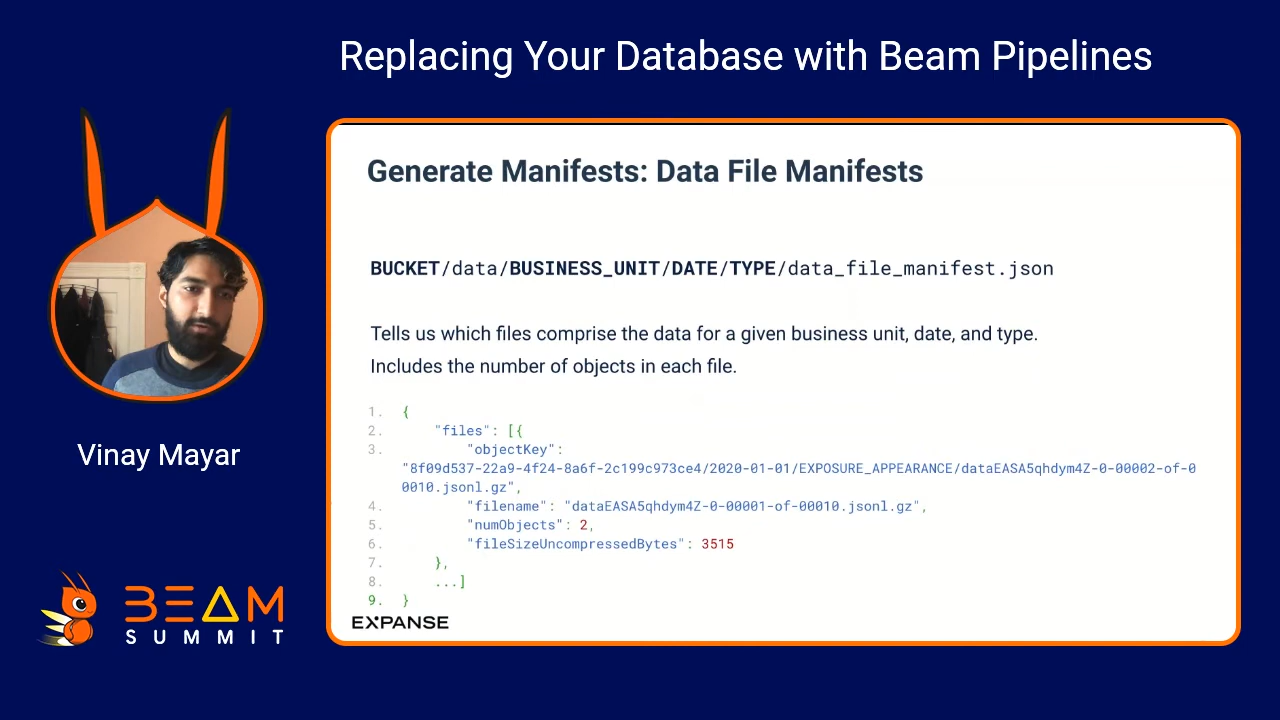 Replacing Your Database with Beam Pipelines
Generate Manifests: Data File Manifests
BUCKET/data/BUSINESS_UNIT/DATE/TYPE/data_file_manifest.json
Tells us which files comprise the data for a given business unit, date, and type.
Includes the number of objects in each file.
1. {
2. "files": [{
3. "objectKey":
"8f09d537-22a9-4f24-8a6f-2c199c973ce4/2020-01-01/EXPOSURE_APPEARANCE/dataEASA5qhdym4Z-0-00002-of-0
0010.jsonl.gz",
4. "filename": "dataEASA5qhdym4Z-0-00001-of-00010.jsonl.gz",
5. "numObjects": 2,
6. "fileSizeUncompressedBytes": 3515
7. },
8. ...]
9. }
EXPANSE
Vinay Mayar
BEAM
SUMMIT